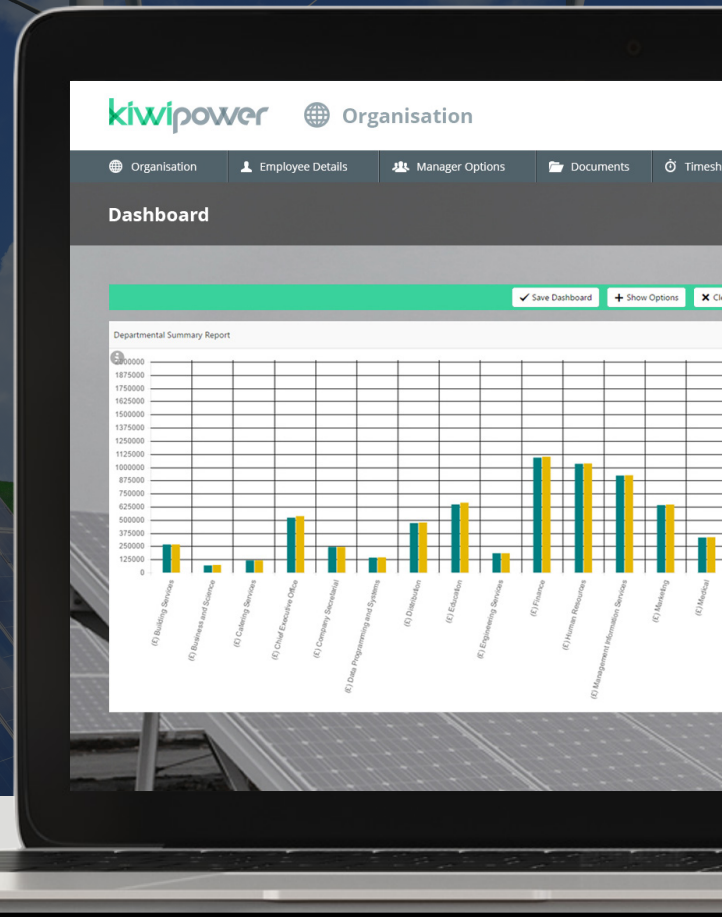 kiwipower
Organisation
Organisation
Employee Details
Manager Options
Documents
Timesh
Dashboard
Save Dashboard
Show Options
Cl
Departmental Summary Report
00000
1875000
1750000
1625000
1500000
1375000
1250000
1125000
1000000
875000
750000
625000
500000
375000
250000
125000
0
(£) Building Services
(£) Business and Science
(£) Catering Services
(£) Chief Executive Office
(£) Company Secretarial
(£) Data Programming and Systems
(£) Distribution
(£) Education
(£) Engineering Services
(£) Finance
(£) Human Resources
(£) Management Information Services
(£) Marketing
(£) Medical